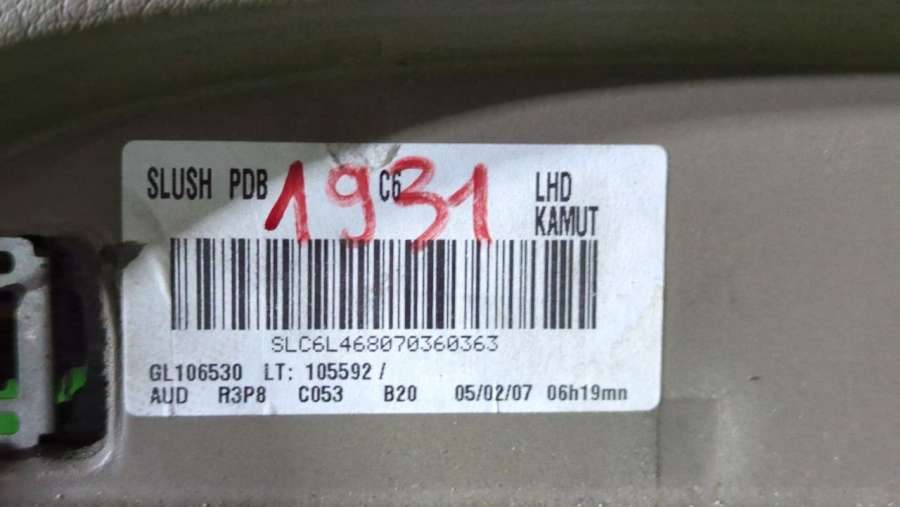 SLUSH PDB 1931 C6 LHD
KAMUT
SLC6L468070360363
GL106530 LT: 105592 /
AUD R3P8 C053 B20 05/02/07 06h19mn